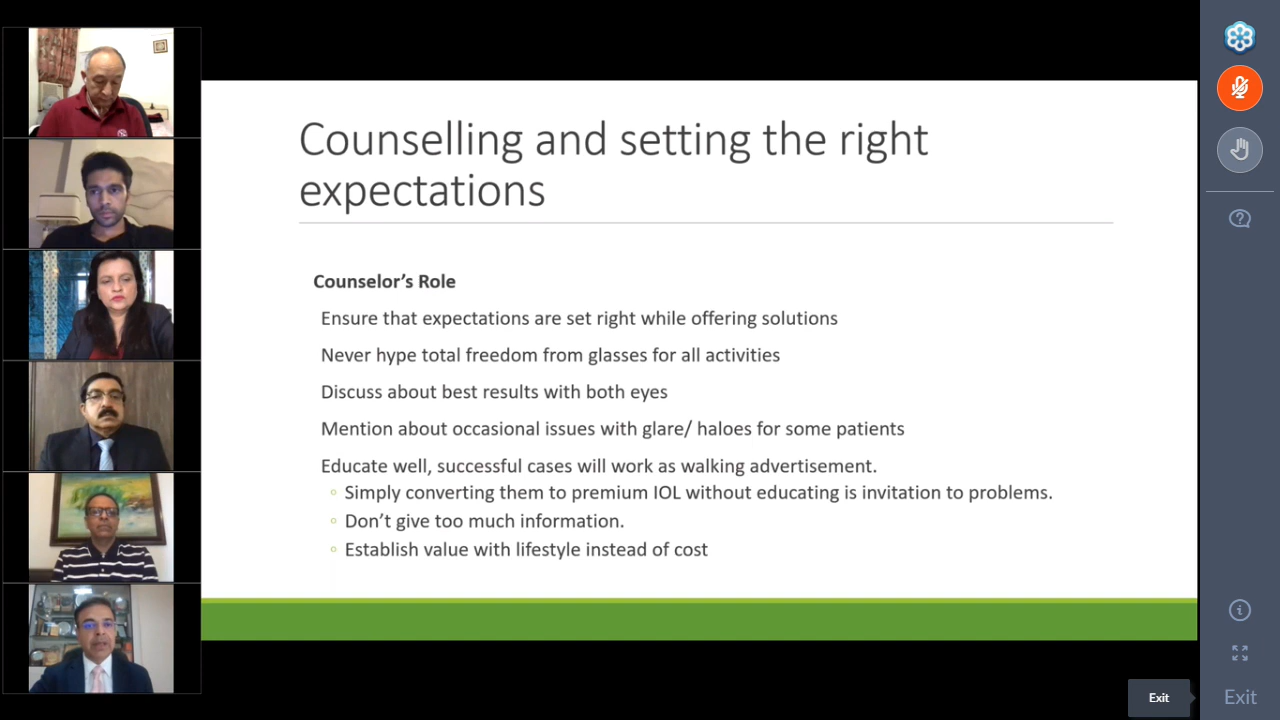 Counselling and setting the right
expectations
Counselor's Role
Ensure that expectations are set right while offering solutions
Never hype total freedom from glasses for all activities
Discuss about best results with both eyes
Mention about occasional issues with glare/ haloes for some patients
Educate well, successful cases will work as walking advertisement.
Simply converting them to premium IOL without educating is invitation to problems.
Don't give too much information.
Establish value with lifestyle instead of cost
Exit
Exit